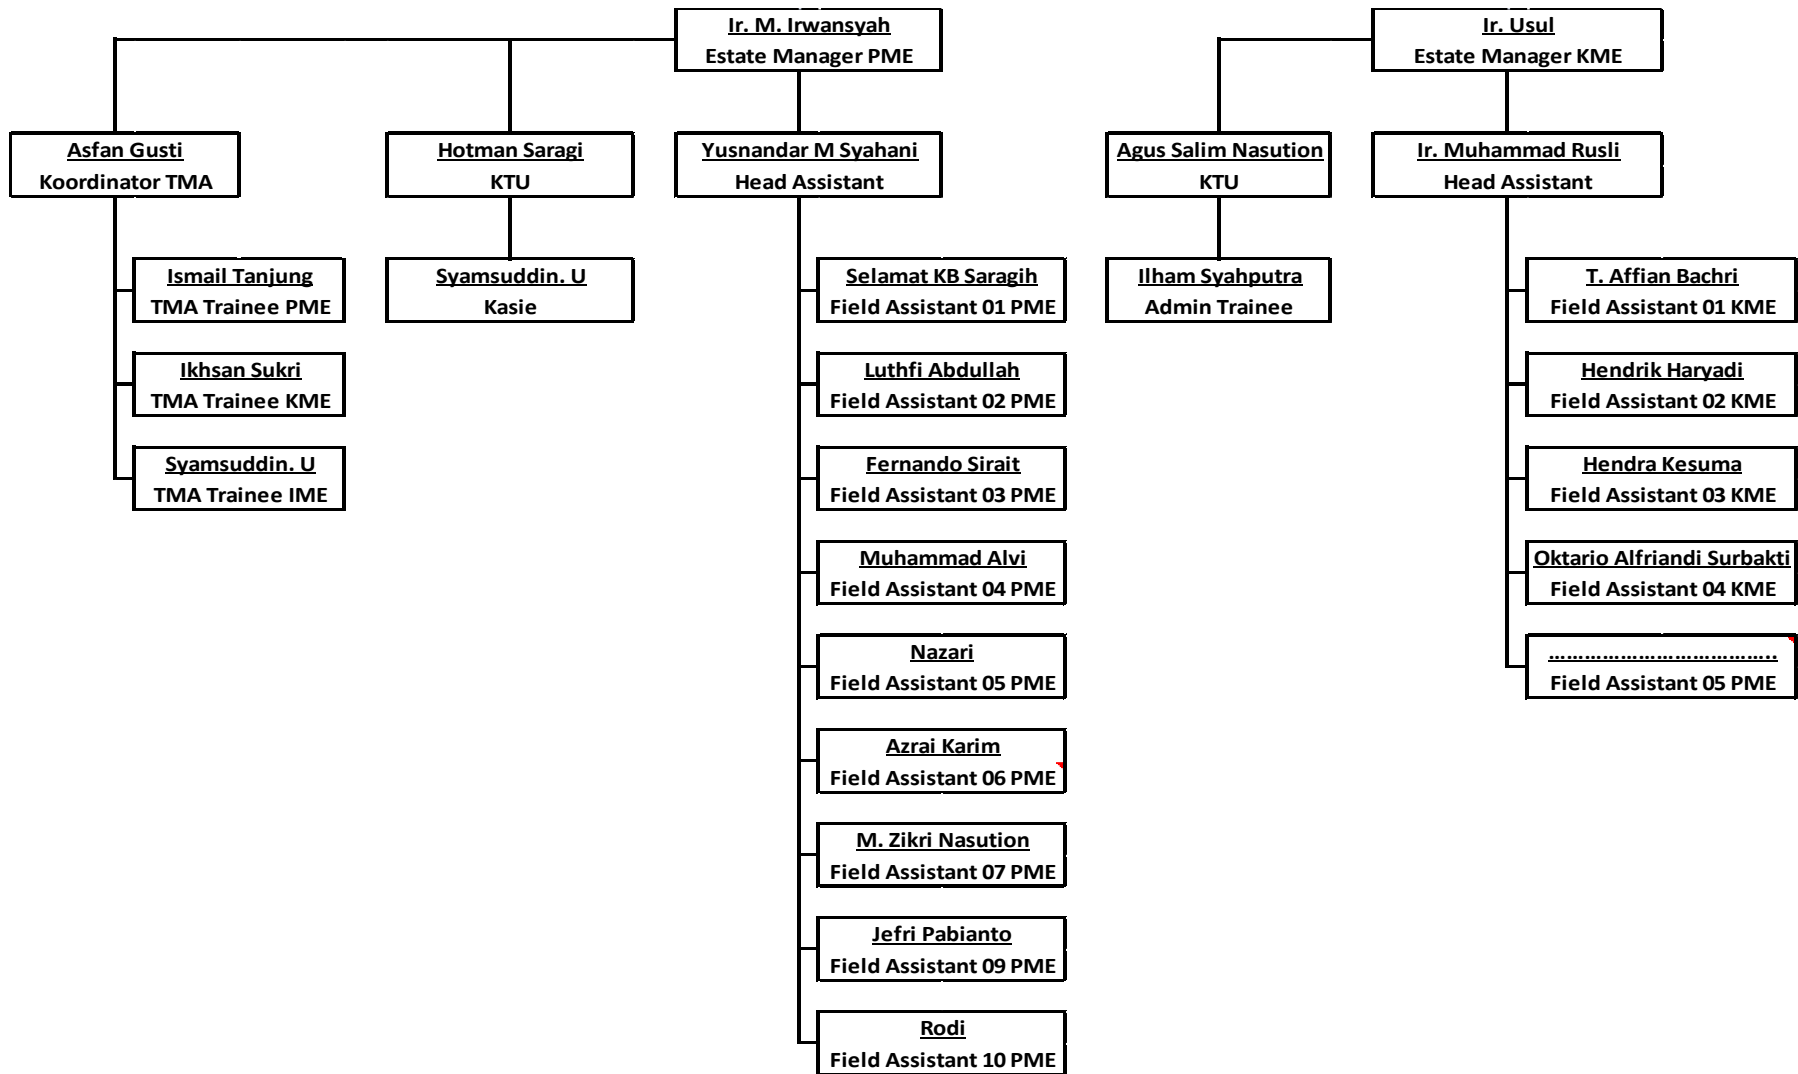 Ir. M. Irwansyah
Estate Manager PME
Ir. Usul
Estate Manager KME
Asfan Gusti
Koordinator TMA
Hotman Saragi
KTU
Yusnandar M Syahani
Head Assistant
Agus Salim Nasution
KTU
Ir. Muhammad Rusli
Head Assistant
Ismail Tanjung
TMA Trainee PME
Syamsuddin. U
Kasie
Selamat KB Saragih
Field Assistant 01 PME
Ilham Syahputra
Admin Trainee
T. Affian Bachri
Field Assistant 01 KME
Ikhsan Sukri
TMA Trainee KME
Luthfi Abdullah
Field Assistant 02 PME
Hendrik Haryadi
Field Assistant 02 KME
Syamsuddin. U
TMA Trainee IME
Fernando Sirait
Field Assistant 03 PME
Hendra Kesuma
Field Assistant 03 KME
Muhammad Alvi
Field Assistant 04 PME
Oktario Alfriandi Surbakti
Field Assistant 04 KME
Nazari
Field Assistant 05 PME
………………………………..
Field Assistant 05 PME
Azrai Karim
Field Assistant 06 PME
M. Zikri Nasution
Field Assistant 07 PME
Jefri Pabianto
Field Assistant 09 PME
Rodi
Field Assistant 10 PME